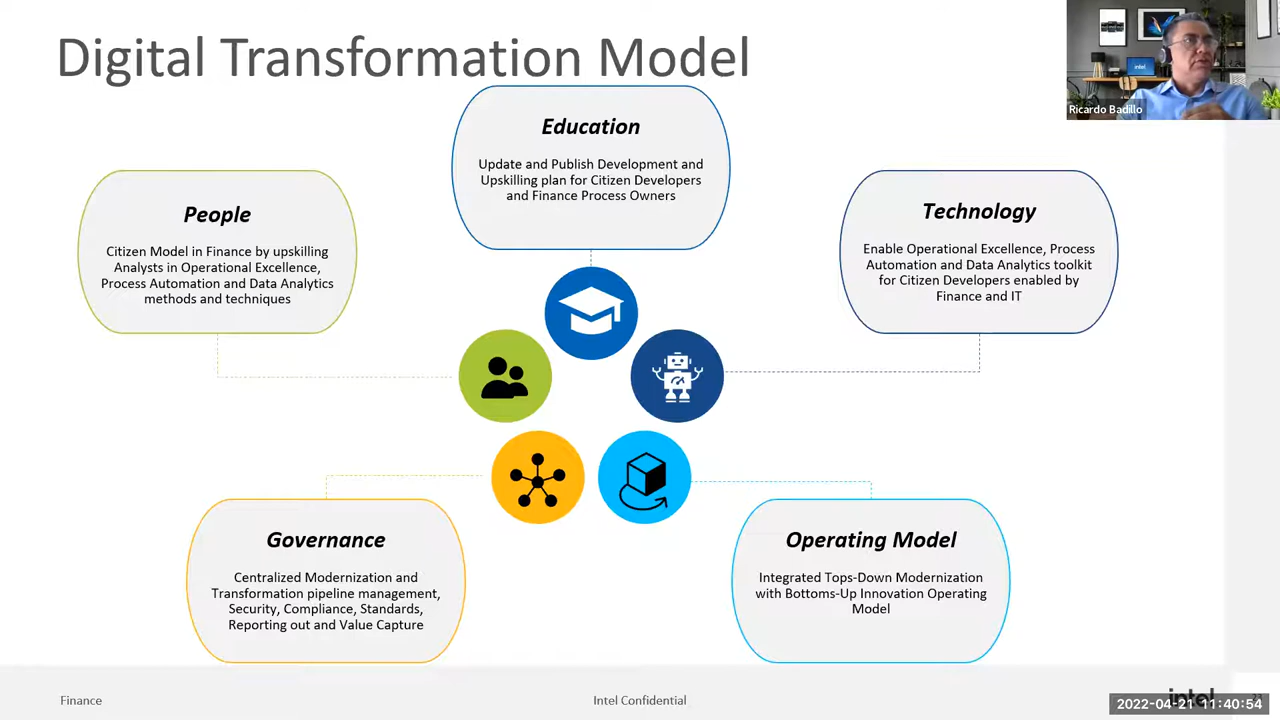 Digital Transformation Model
intel
Ricardo Badillo
Education
Update and Publish Development and
Upskilling plan for Citizen Developers
and Finance Process Owners
People
Citizen Model in Finance by upskilling
Analysts in Operational Excellence,
Process Automation and Data Analytics
methods and techniques
Technology
Enable Operational Excellence, Process
Automation and Data Analytics toolkit
for Citizen Developers enabled by
Finance and IT
Governance
Centralized Modernization and
Transformation pipeline management,
Security, Compliance, Standards,
Reporting out and Value Capture
Operating Model
Integrated Tops-Down Modernization
with Bottoms-Up Innovation Operating
Model
Finance
Intel Confidential
intel
2022-04-21 11:40:54